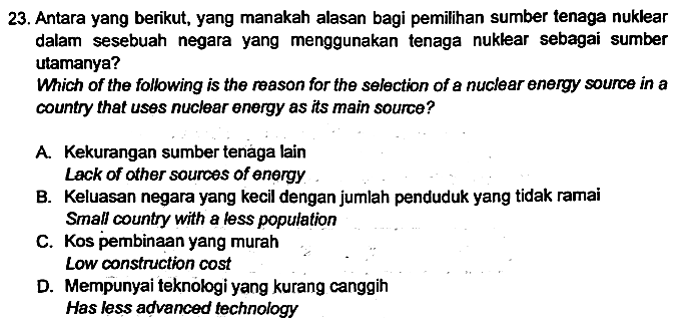 23. Antara yang berikut, yang manakah alasan bagi pemilihan sumber tenaga nuklear
dalam sesebuah negara yang menggunakan tenaga nuklear sebagai sumber
utamanya?
Which of the following is the reason for the selection of a nuclear energy source in a
country that uses nuclear energy as its main source?
A. Kekurangan sumber tenaga lain
Lack of other sources of energy
B. Keluasan negara yang kecil dengan jumlah penduduk yang tidak ramai
Small country with a less population
C. Kos pembinaan yang murah
Low construction cost
D. Mempunyai teknologi yang kurang canggih
Has less advanced technology